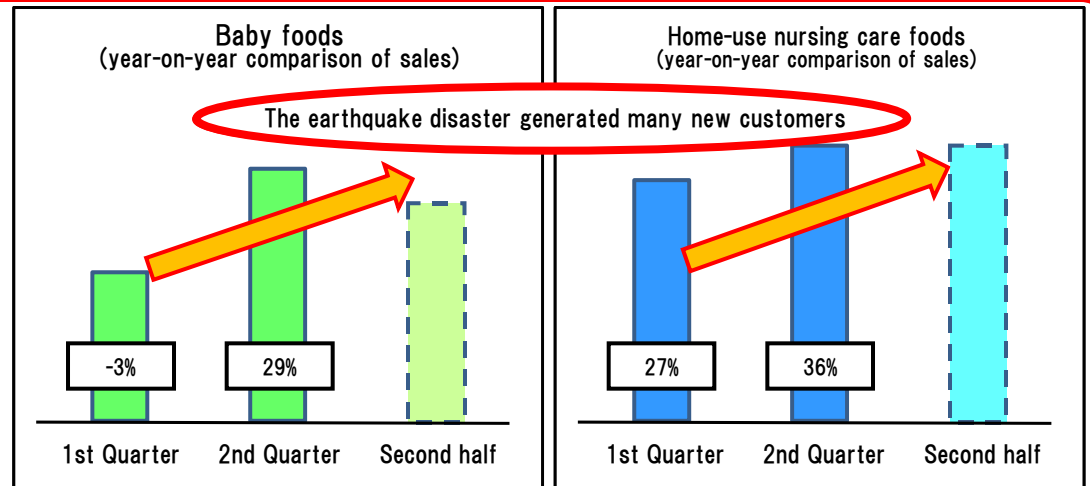 Baby foods
(year-on-year comparison of sales)
Home-use nursing care foods
(year-on-year comparison of sales)
The earthquake disaster generated many new customers
-3%
29%
27%
36%
1st Quarter
2nd Quarter
Second half
1st Quarter
2nd Quarter
Second half